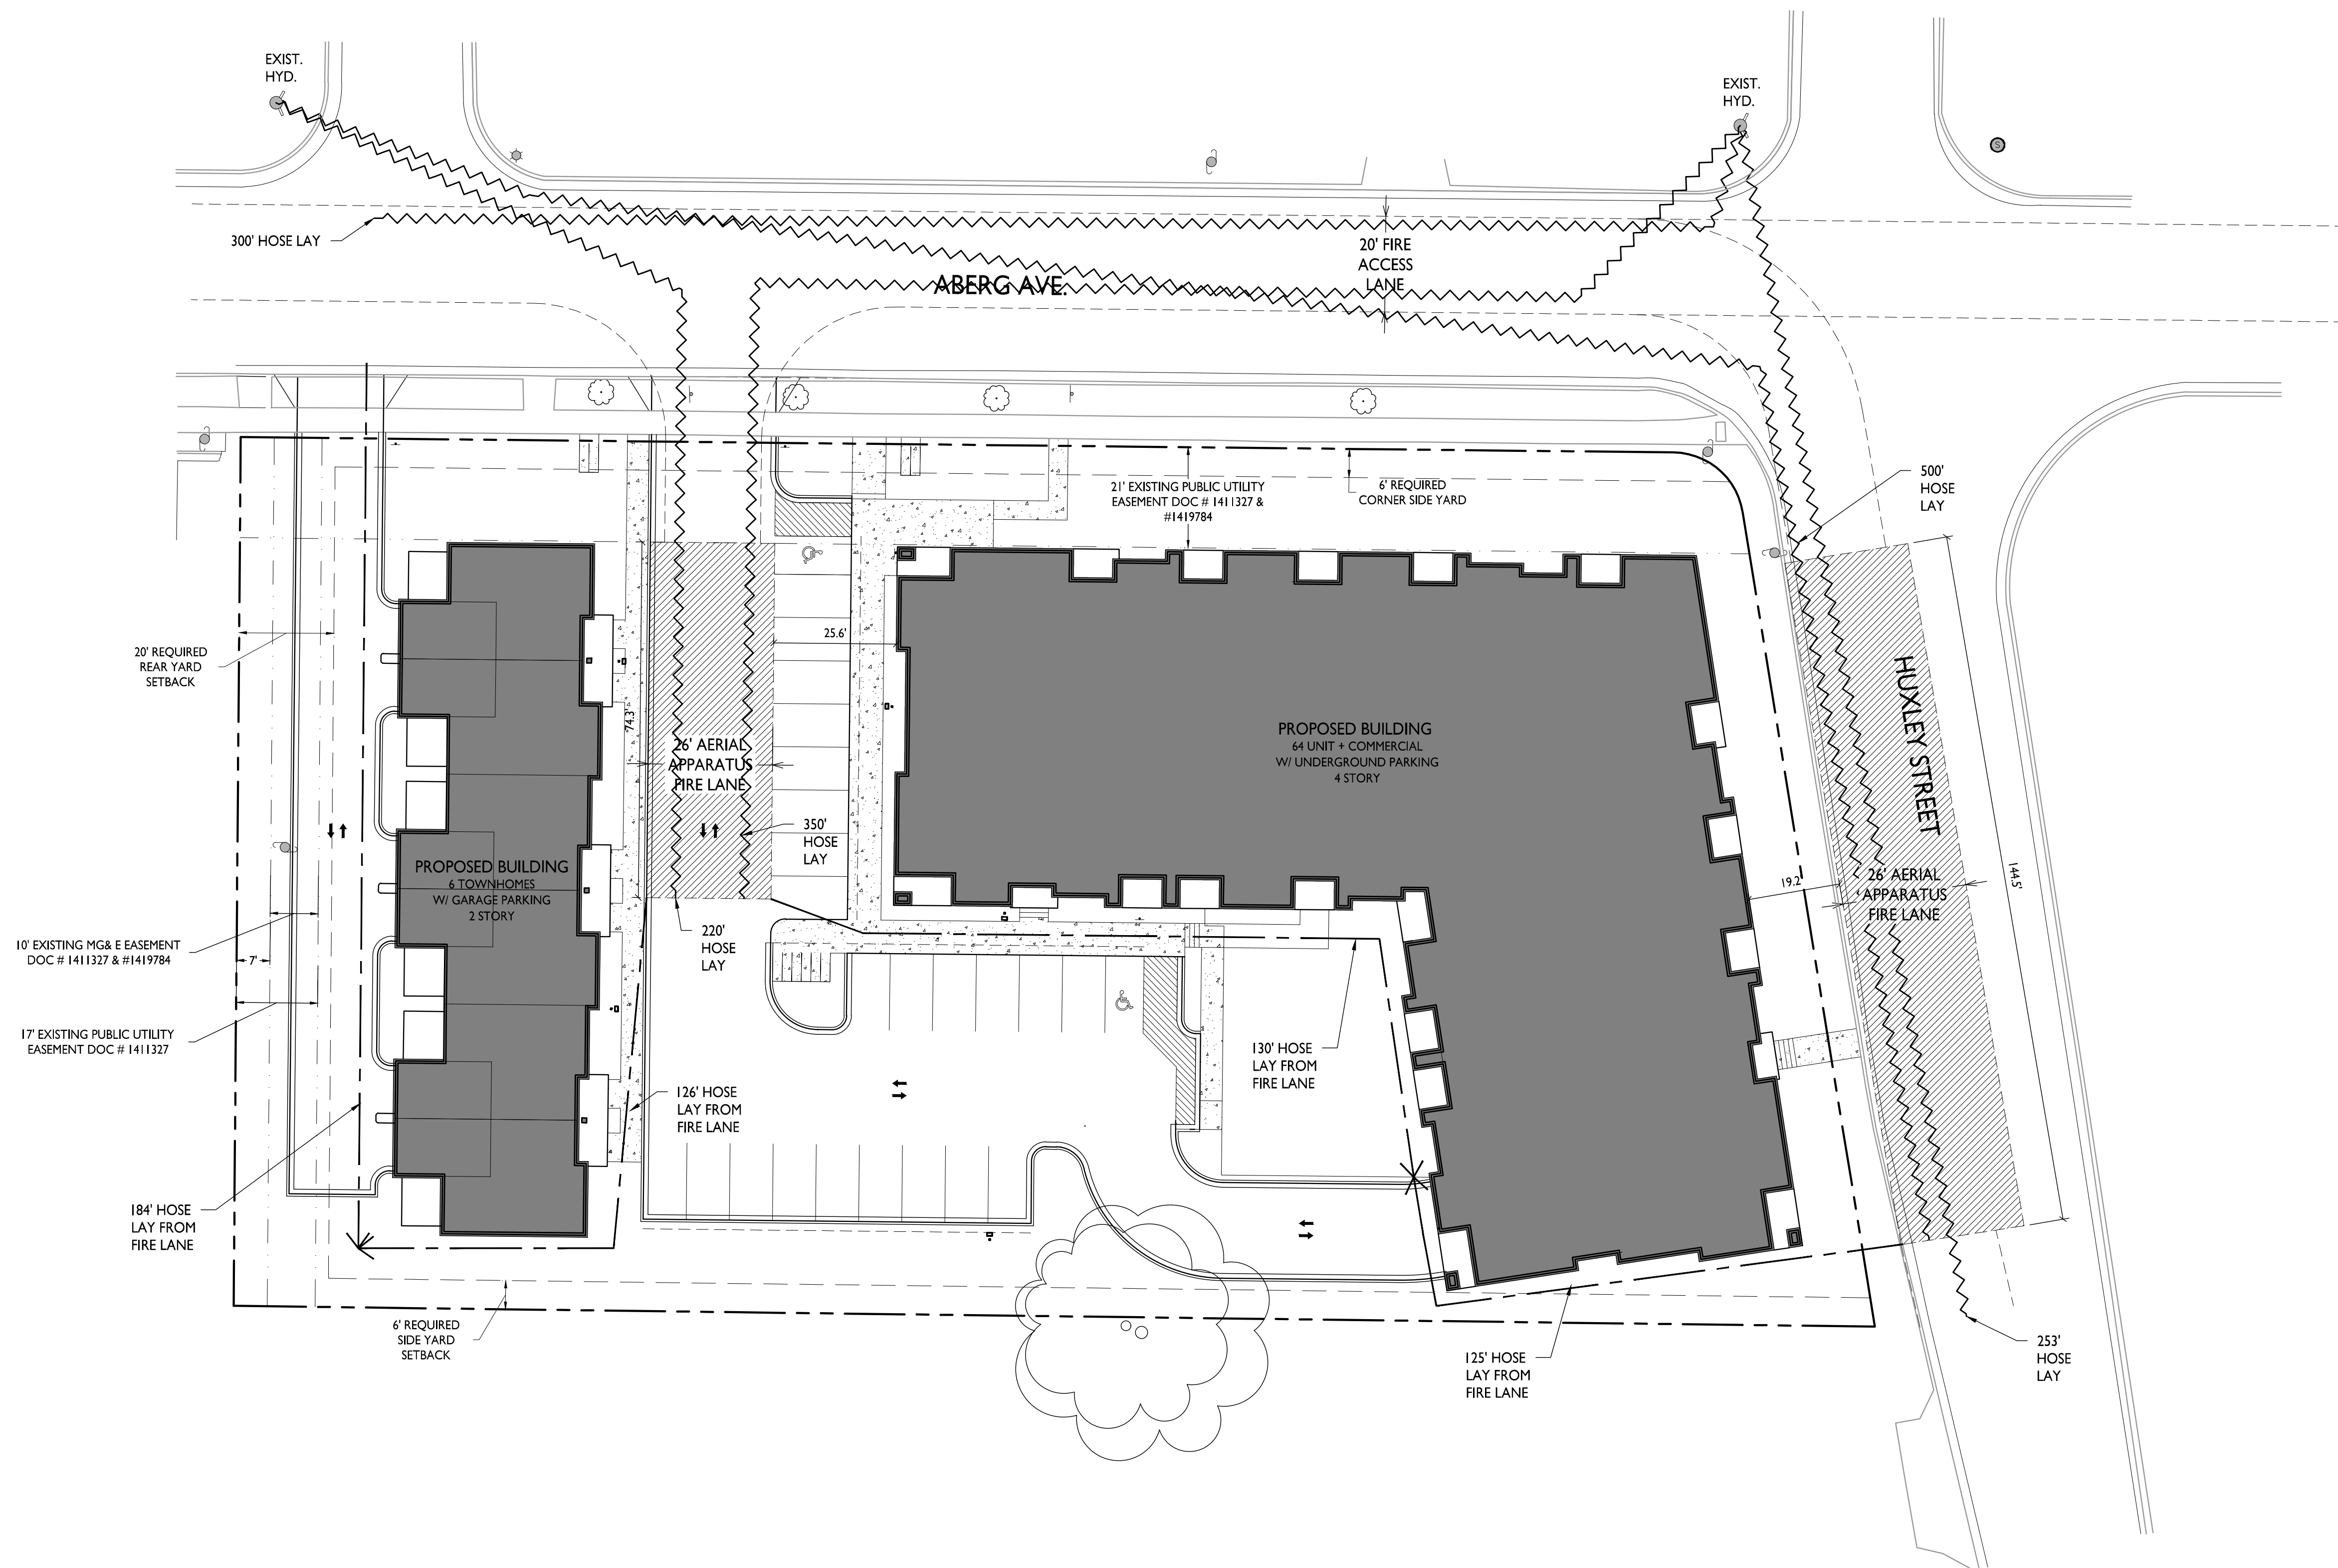 EXIST.
HYD.
EXIST.
HYD.
S
300' HOSE LAY
20' FIRE
ACCESS
LANE
ABERG AVE.
500'
HOSE
LAY
21' EXISTING PUBLIC UTILITY
EASEMENT DOC # 1411327 &
#1419784
6' REQUIRED
CORNER SIDE YARD
20' REQUIRED
REAR YARD
SETBACK
25.6'
74.3'
HUXLEY STREET
PROPOSED BUILDING
64 UNIT + COMMERCIAL
W/ UNDERGROUND PARKING
4 STORY
26' AERIAL
APPARATUS
FIRE LANE
350'
HOSE
LAY
PROPOSED BUILDING
6 TOWNHOMES
W/ GARAGE PARKING
2 STORY
19.2'
26' AERIAL
APPARATUS
FIRE LANE
144.5'
220'
HOSE
LAY
10' EXISTING MG& E EASEMENT
DOC # 1411327 & #1419784
7'
17' EXISTING PUBLIC UTILITY
EASEMENT DOC # 1411327
130' HOSE
LAY FROM
FIRE LANE
126' HOSE
LAY FROM
FIRE LANE
184' HOSE
LAY FROM
FIRE LANE
6' REQUIRED
SIDE YARD
SETBACK
125' HOSE
LAY FROM
FIRE LANE
253'
HOSE
LAY